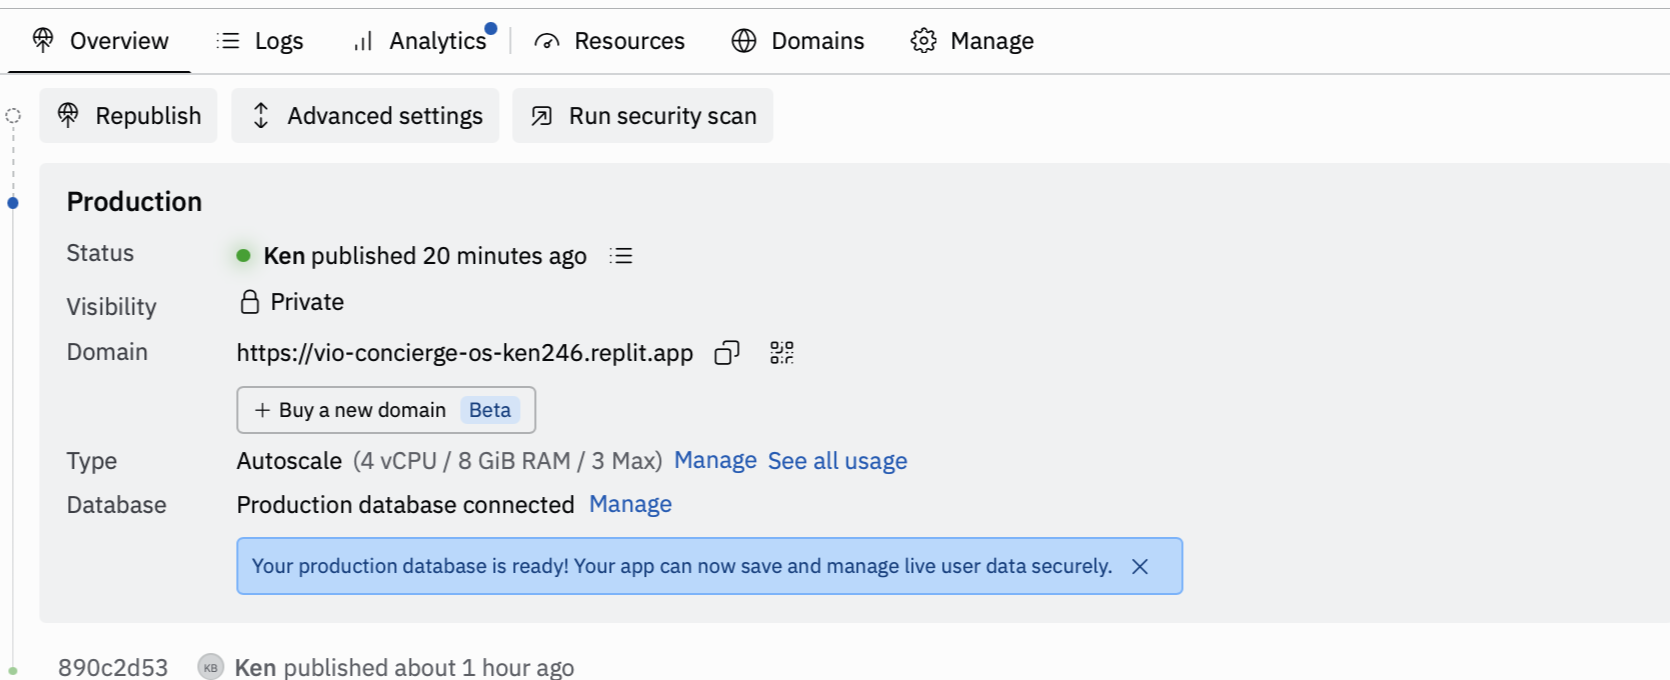 Overview Logs Analytics Resources Domains Manage
Republish Advanced settings Run security scan
Production
Status Ken published 20 minutes ago
Visibility Private
Domain https://vio-concierge-os-ken246.replit.app
+ Buy a new domain Beta
Type Autoscale (4 vCPU / 8 GiB RAM / 3 Max) Manage See all usage
Database Production database connected Manage
Your production database is ready! Your app can now save and manage live user data securely.
890c2d53 KB Ken published about 1 hour ago